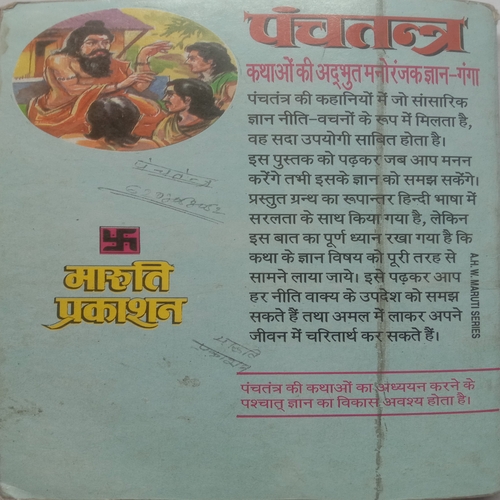 पंचतन्त्र
कथाओं की अद्भुत मनोरंजक ज्ञान-गंगा
पंचतंत्र की कहानियों में जो सांसारिक
ज्ञान नीति-वचनों के रूप में मिलता है,
वह सदा उपयोगी साबित होता है।
इस पुस्तक को पढ़कर जब आप मनन
करेंगे तभी इसके ज्ञान को समझ सकेंगे।
प्रस्तुत ग्रन्थ का रूपान्तर हिन्दी भाषा में
सरलता के साथ किया गया है, लेकिन
इस बात का पूर्ण ध्यान रखा गया है कि
कथा के ज्ञान विषय को पूरी तरह से
सामने लाया जाये। इसे पढ़कर आप
हर नीति वाक्य के उपदेश को समझ
सकते हैं तथा अमल में लाकर अपने
जीवन में चरितार्थ कर सकते हैं।
A.H.W. MARUTI SERIES
पंचतंत्र की कथाओं का अध्ययन करने के
पश्चात् ज्ञान का विकास अवश्य होता है।
पंचतंत्र
मारुति
प्रकाशन
मारुति
प्रकाशन